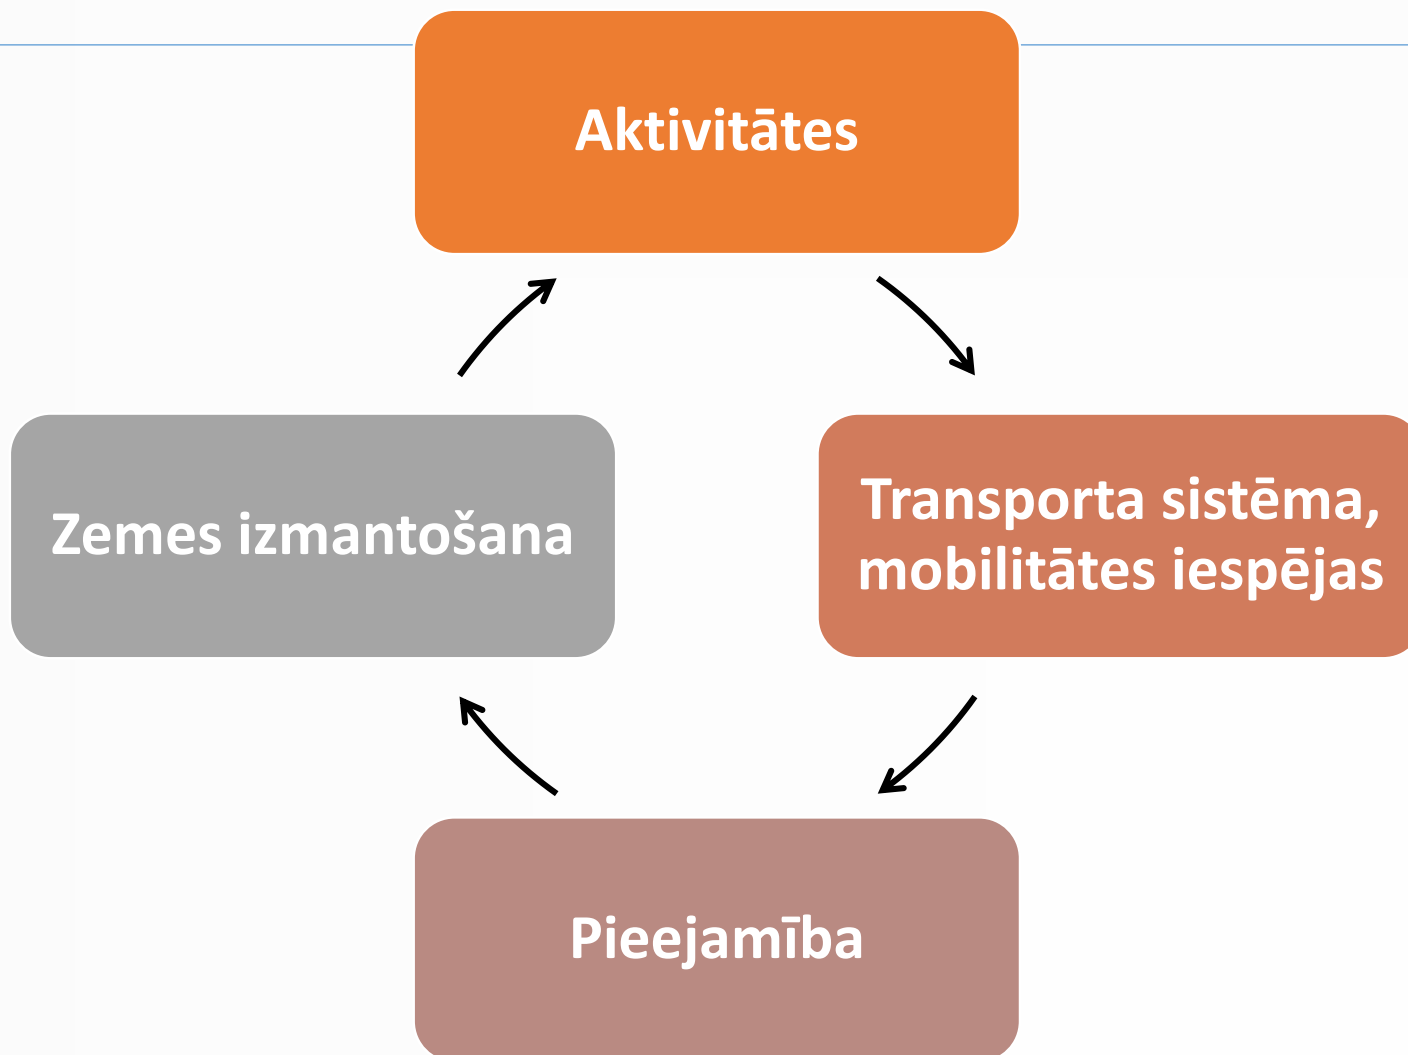 Aktivitātes
Zemes izmantošana
Transporta sistēma,
mobilitātes iespējas
Pieejamība